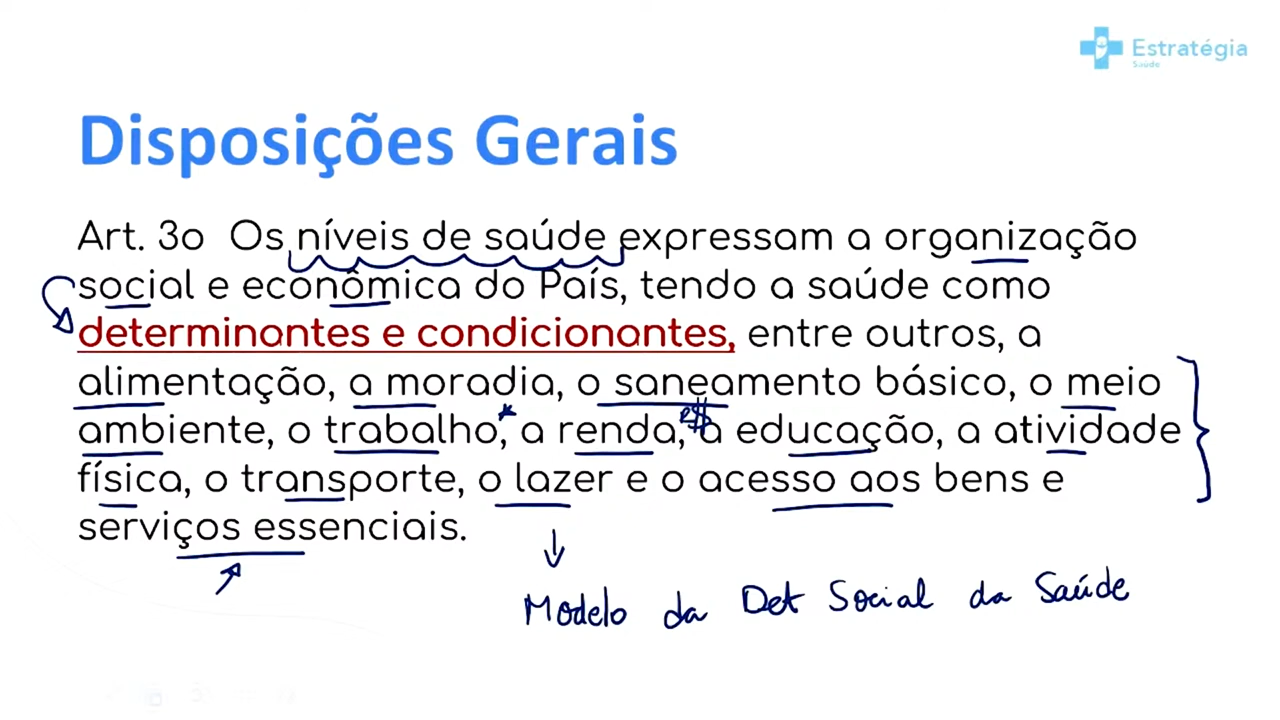 Estratégia
Saúde
Disposições Gerais
Art. 3o Os níveis de saúde expressam a organização
social e econômica do País, tendo a saúde como
determinantes e condicionantes, entre outros, a
alimentação, a moradia, o saneamento básico, o meio
ambiente, o trabalho, a renda, a educação, a atividade
física, o transporte, o lazer e o acesso aos bens e
serviços essenciais.
Modelo da Det Social da Saúde